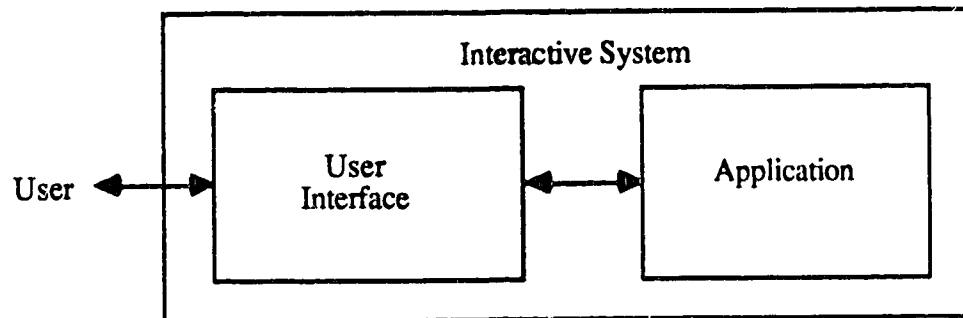 Interactive System
User
User
Interface
Application